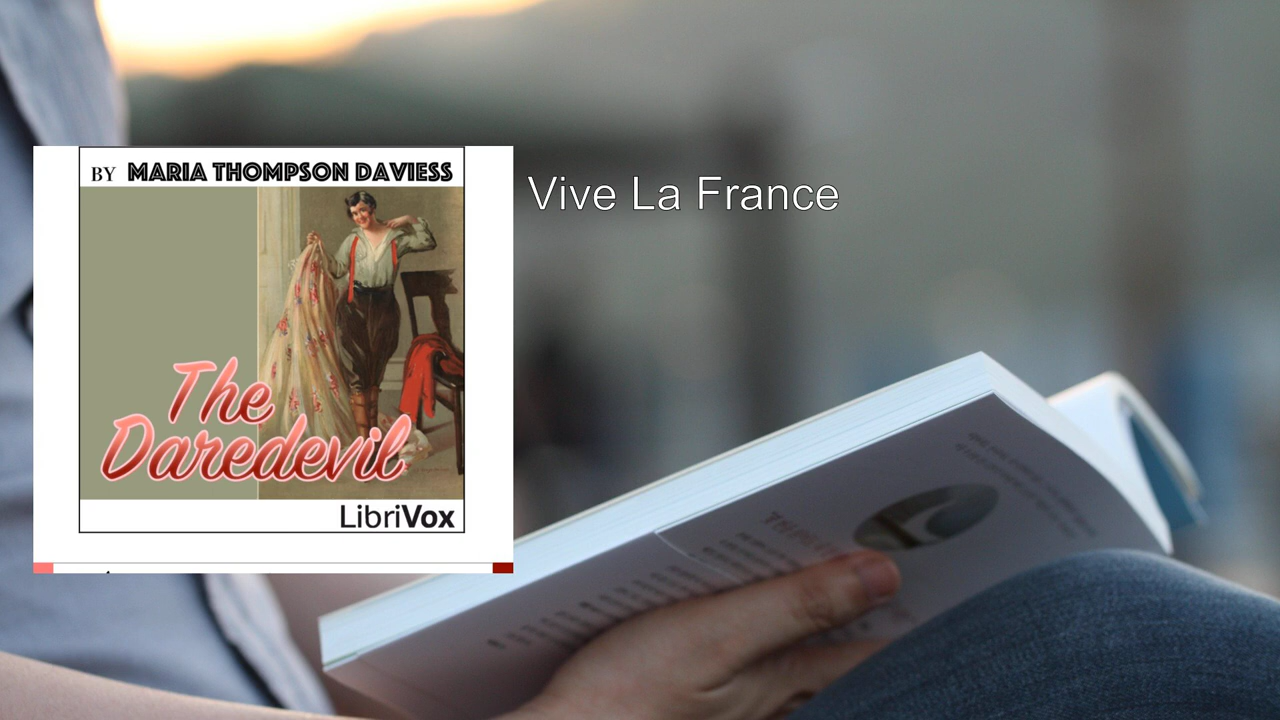 BY MARIA THOMPSON DAVIESS
Vive La France
The
Daredevil
LibriVox